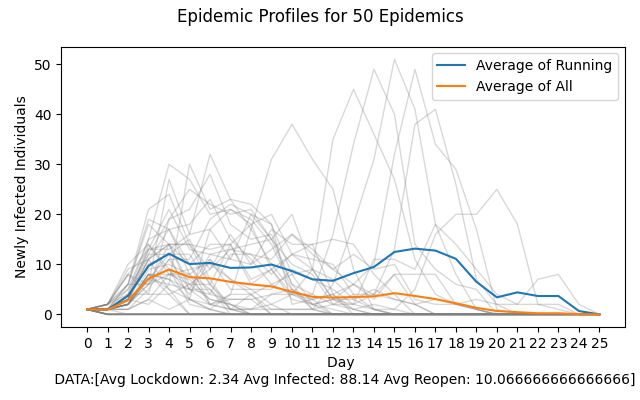 Epidemic Profiles for 50 Epidemics
Average of Running
Average of All
Newly Infected Individuals
50
40
30
20
10
0
0 1 2 3 4 5 6 7 8 9 10 11 12 13 14 15 16 17 18 19 20 21 22 23 24 25
Day
DATA:[Avg Lockdown: 2.34 Avg Infected: 88.14 Avg Reopen: 10.066666666666666]